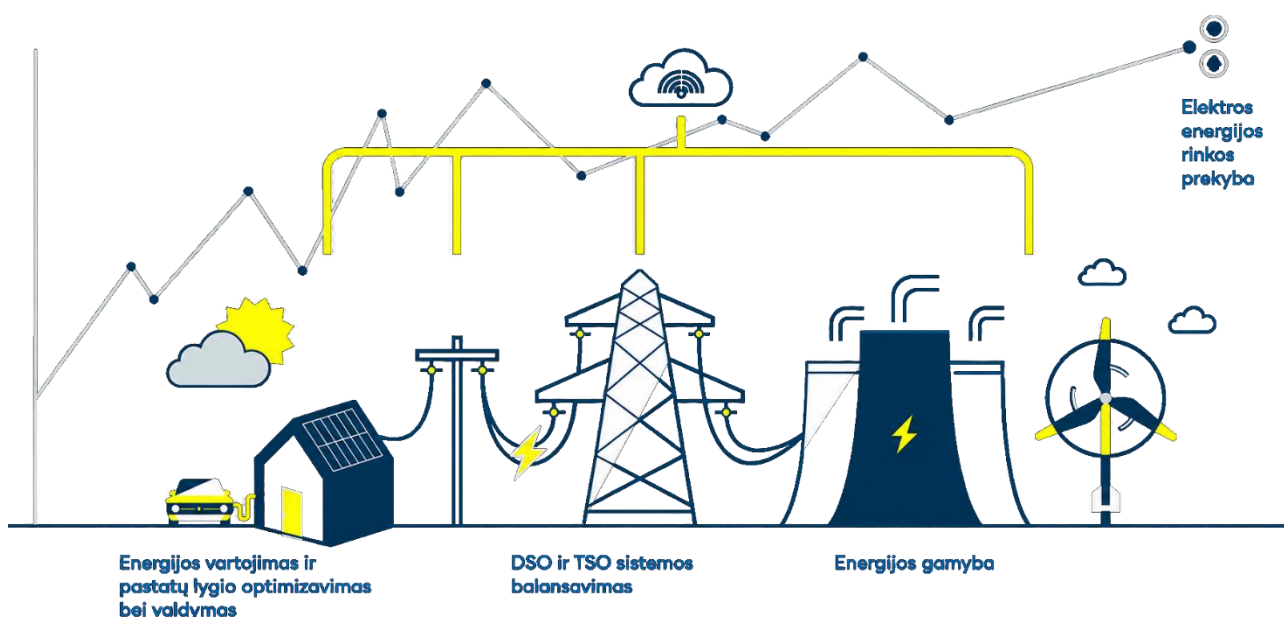 Elektros
energijos
rinkos
prekyba
Energijos vartojimas ir
pastatų lygio optimizavimas
bei valdymas
DSO ir TSO sistemos
balansavimas
Energijos gamyba